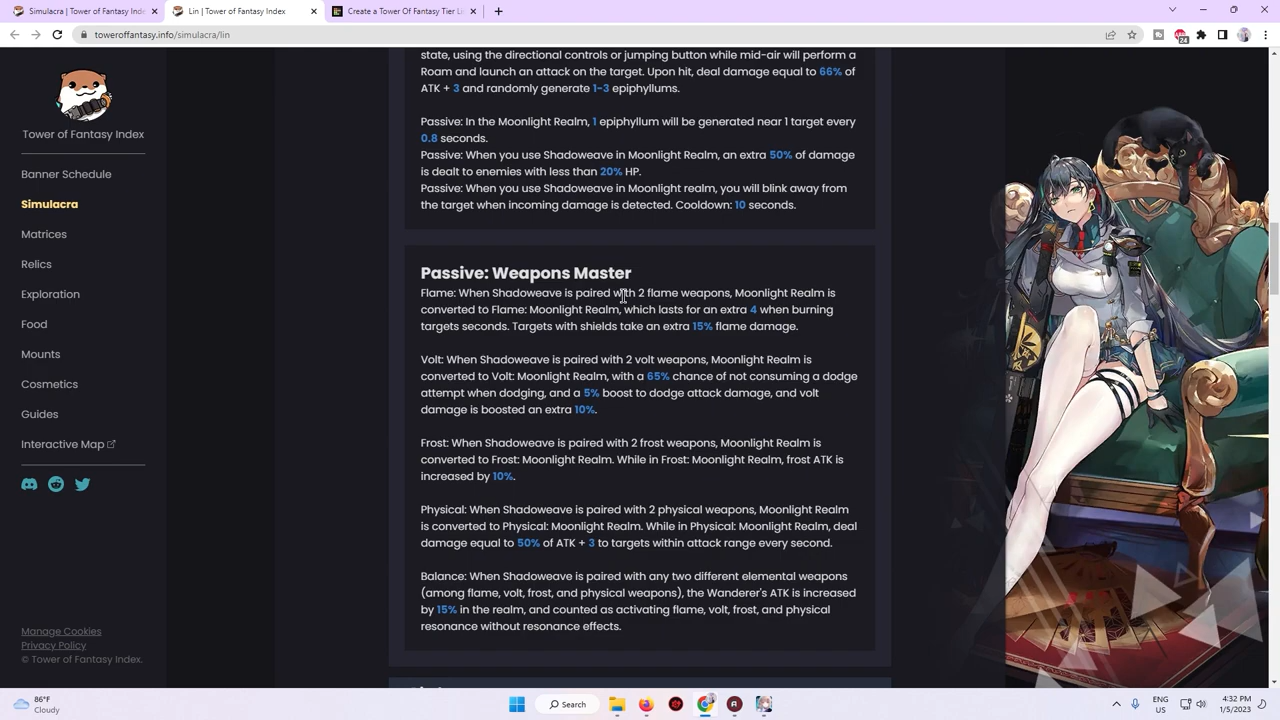 Simulacra | Tower of Fantasy Index
Lin | Tower of Fantasy Index
Create a Tower Of Fantasy Tier Li
toweroffantasy.info/simulacra/lin
24
Tower of Fantasy Index
Banner Schedule
Simulacra
Matrices
Relics
Exploration
Food
Mounts
Cosmetics
Guides
Interactive Map
Manage Cookies
Privacy Policy
© Tower of Fantasy Index.
state, using the directional controls or jumping button while mid-air will perform a
Roam and launch an attack on the target. Upon hit, deal damage equal to 66% of
ATK + 3 and randomly generate 1-3 epiphyllums.
Passive: In the Moonlight Realm, 1 epiphyllum will be generated near 1 target every
0.8 seconds.
Passive: When you use Shadoweave in Moonlight Realm, an extra 50% of damage
is dealt to enemies with less than 20% HP.
Passive: When you use Shadoweave in Moonlight realm, you will blink away from
the target when incoming damage is detected. Cooldown: 10 seconds.
Passive: Weapons Master
Flame: When Shadoweave is paired with 2 flame weapons, Moonlight Realm is
converted to Flame: Moonlight Realm, which lasts for an extra 4 when burning
targets seconds. Targets with shields take an extra 15% flame damage.
Volt: When Shadoweave is paired with 2 volt weapons, Moonlight Realm is
converted to Volt: Moonlight Realm, with a 65% chance of not consuming a dodge
attempt when dodging, and a 5% boost to dodge attack damage, and volt
damage is boosted an extra 10%.
Frost: When Shadoweave is paired with 2 frost weapons, Moonlight Realm is
converted to Frost: Moonlight Realm. While in Frost: Moonlight Realm, frost ATK is
increased by 10%.
Physical: When Shadoweave is paired with 2 physical weapons, Moonlight Realm
is converted to Physical: Moonlight Realm. While in Physical: Moonlight Realm, deal
damage equal to 50% of ATK + 3 to targets within attack range every second.
Balance: When Shadoweave is paired with any two different elemental weapons
(among flame, volt, frost, and physical weapons), the Wanderer's ATK is increased
by 15% in the realm, and counted as activating flame, volt, frost, and physical
resonance without resonance effects.
86°F
Cloudy
Search
ENG
US
4:32 PM
1/5/2023